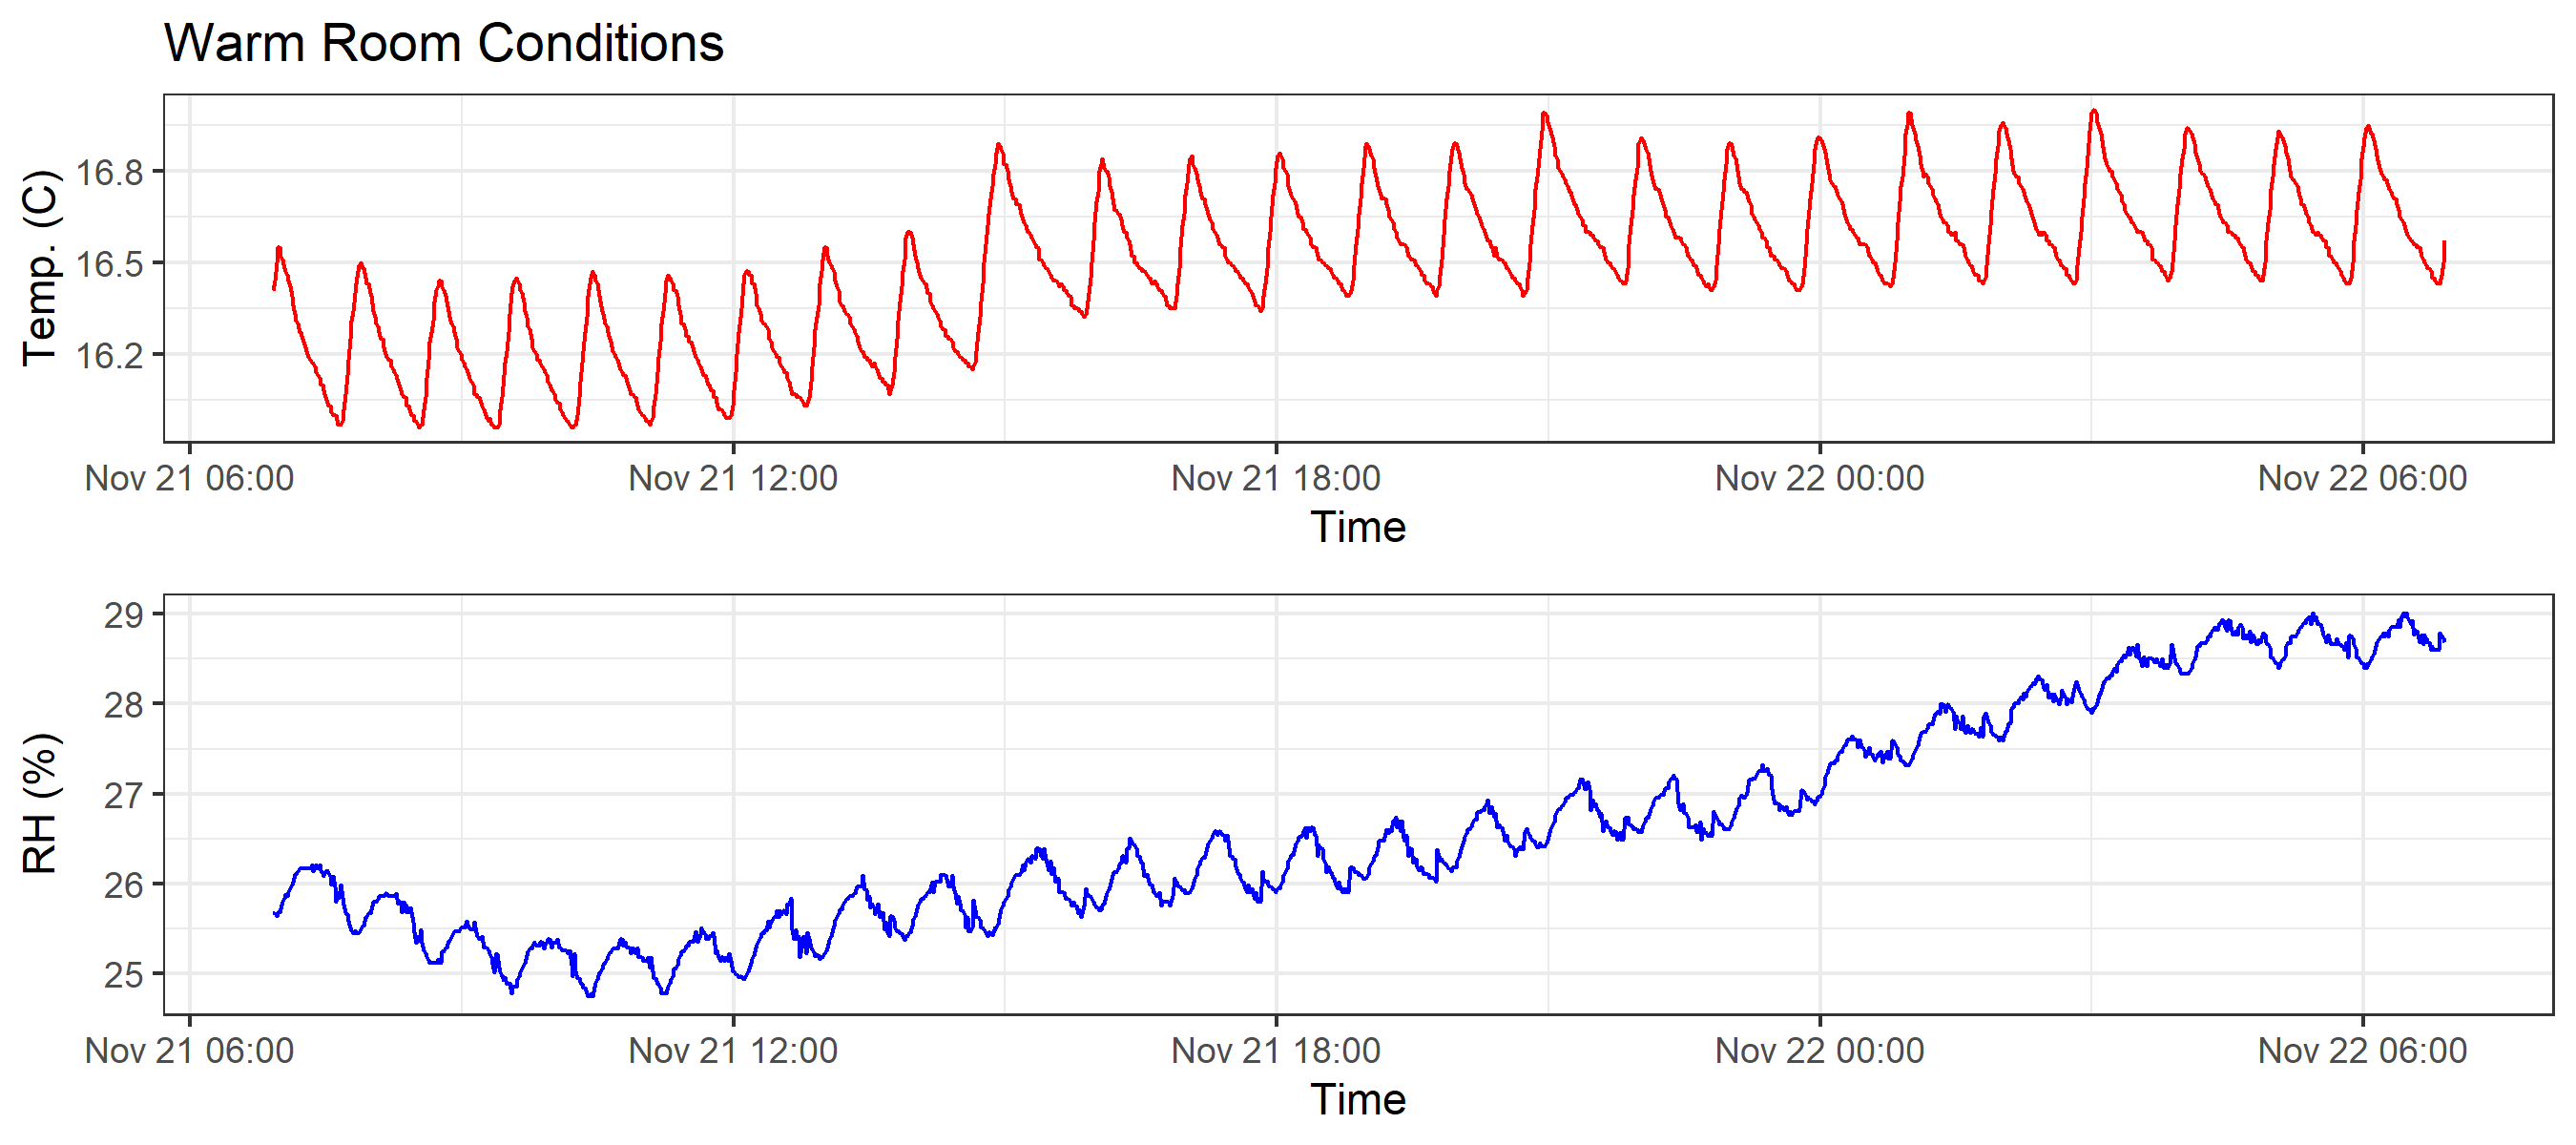 Warm Room Conditions
Temp. (C)
16.8
16.5
16.2
Nov 21 06:00 Nov 21 12:00 Nov 21 18:00 Nov 22 00:00 Nov 22 06:00
Time
RH (%)
29
28
27
26
25
Nov 21 06:00 Nov 21 12:00 Nov 21 18:00 Nov 22 00:00 Nov 22 06:00
Time